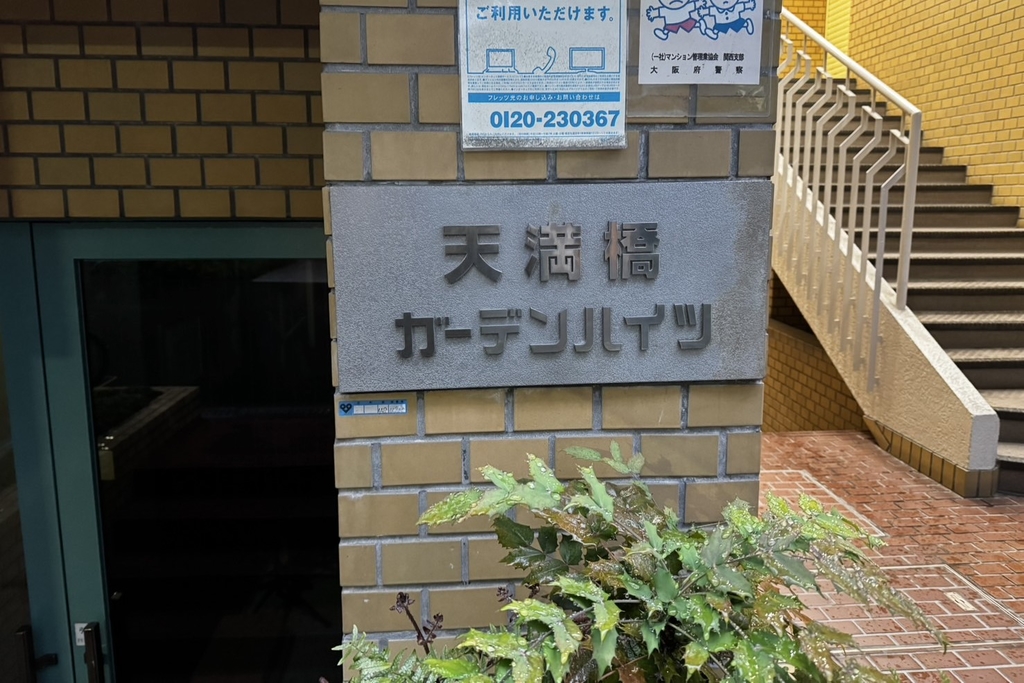 ご利用いただけます。
フレッツ光のお申し込み・お問い合わせは
0120-230367
(一社)マンション管理業協会 関西支部
大阪府警察
天満橋
ガーデンハイツ